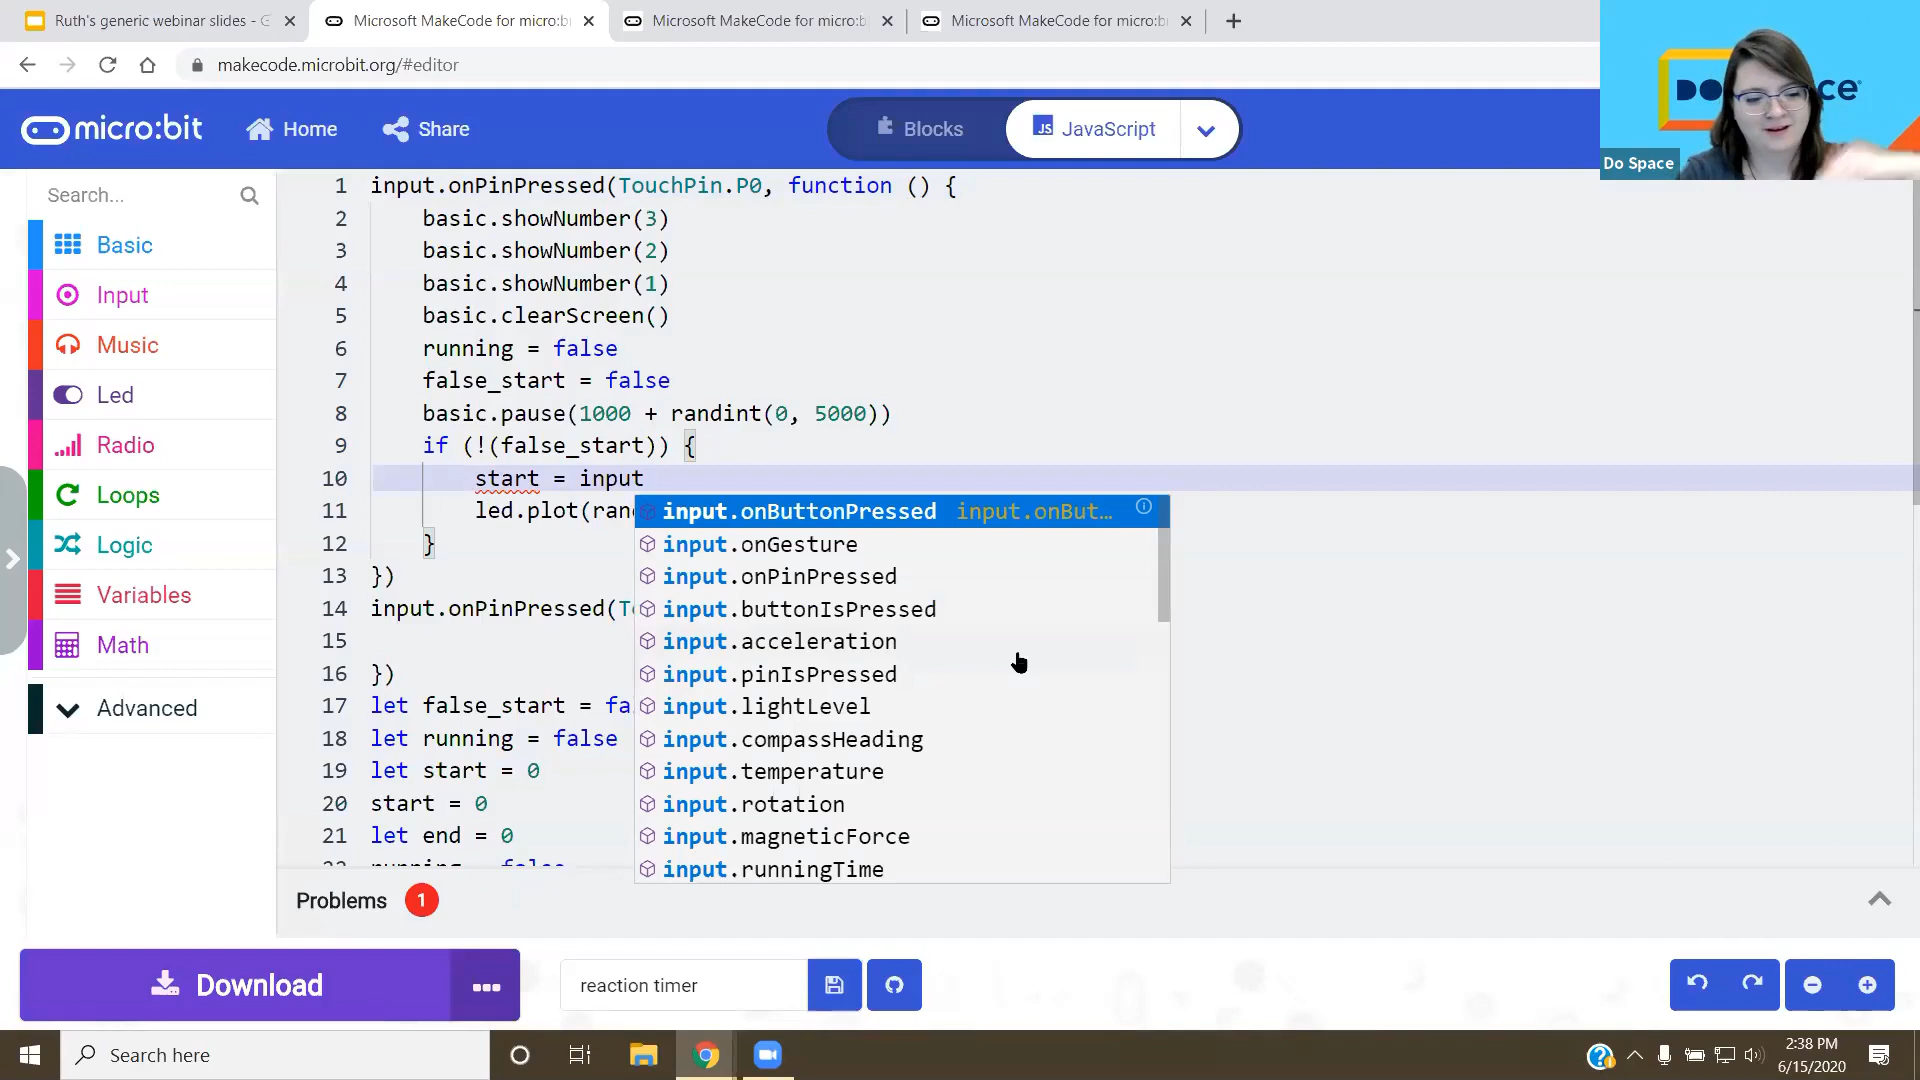 Ruth's generic webinar slides - G
Microsoft MakeCode for micro:b
Microsoft MakeCode for micro:b
Microsoft MakeCode for micro:b
makecode.microbit.org/#editor
micro:bit
Home
Share
Blocks
JS JavaScript
Do Space
Search...
Basic
Input
Music
Led
Radio
Loops
Logic
Variables
Math
Advanced
1 input.onPinPressed(TouchPin.P0, function () {
2 basic.showNumber(3)
3 basic.showNumber(2)
4 basic.showNumber(1)
5 basic.clearScreen()
6 running = false
7 false_start = false
8 basic.pause(1000 + randint(0, 5000))
9 if (!(false_start)) {
10 start = input
11 led.plot(ran
12 }
13 })
14 input.onPinPressed(T
15
16 })
17 let false_start = fa
18 let running = false
19 let start = 0
20 start = 0
21 let end = 0
input.onButtonPressed input.onBut...
input.onGesture
input.onPinPressed
input.buttonIsPressed
input.acceleration
input.pinIsPressed
input.lightLevel
input.compassHeading
input.temperature
input.rotation
input.magneticForce
input.runningTime
Problems 1
Download
reaction timer
Search here
2:38 PM
6/15/2020